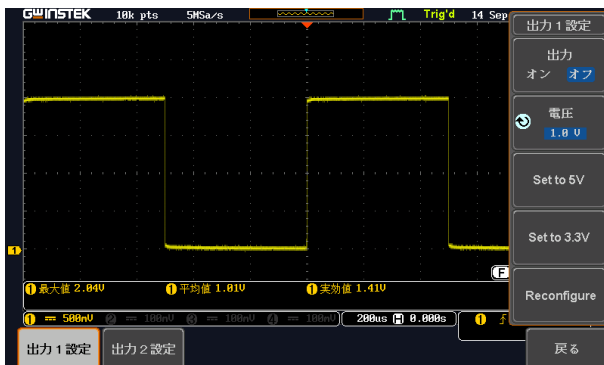 GWINSTEK 10k pts 5MSa/s Trig'd 14 Sep
出力1設定
出力
オン オフ
電圧
1.0 V
Set to 5V
Set to 3.3V
Reconfigure
戻る
1
F
1 最大値 2.04V 1 平均値 1.01V 1 実効値 1.41V
1 500mV 2 100mV 3 100mV 4 100mV 200us H 0.000s 1
出力1設定 出力2設定